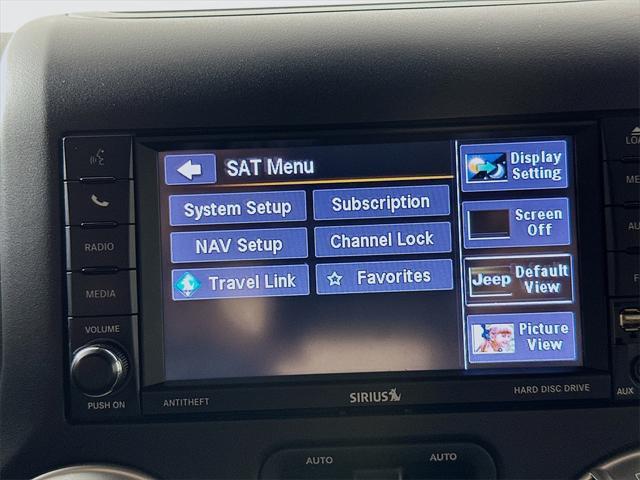 SAT Menu
System Setup
Subscription
NAV Setup
Channel Lock
Travel Link
Favorites
Display
Setting
Screen
Off
Jeep
Default
View
Picture
View
RADIO
MEDIA
VOLUME
PUSH ON
ANTITHEFT
SIRIUS
HARD DISC DRIVE
AUX
AUTO
AUTO